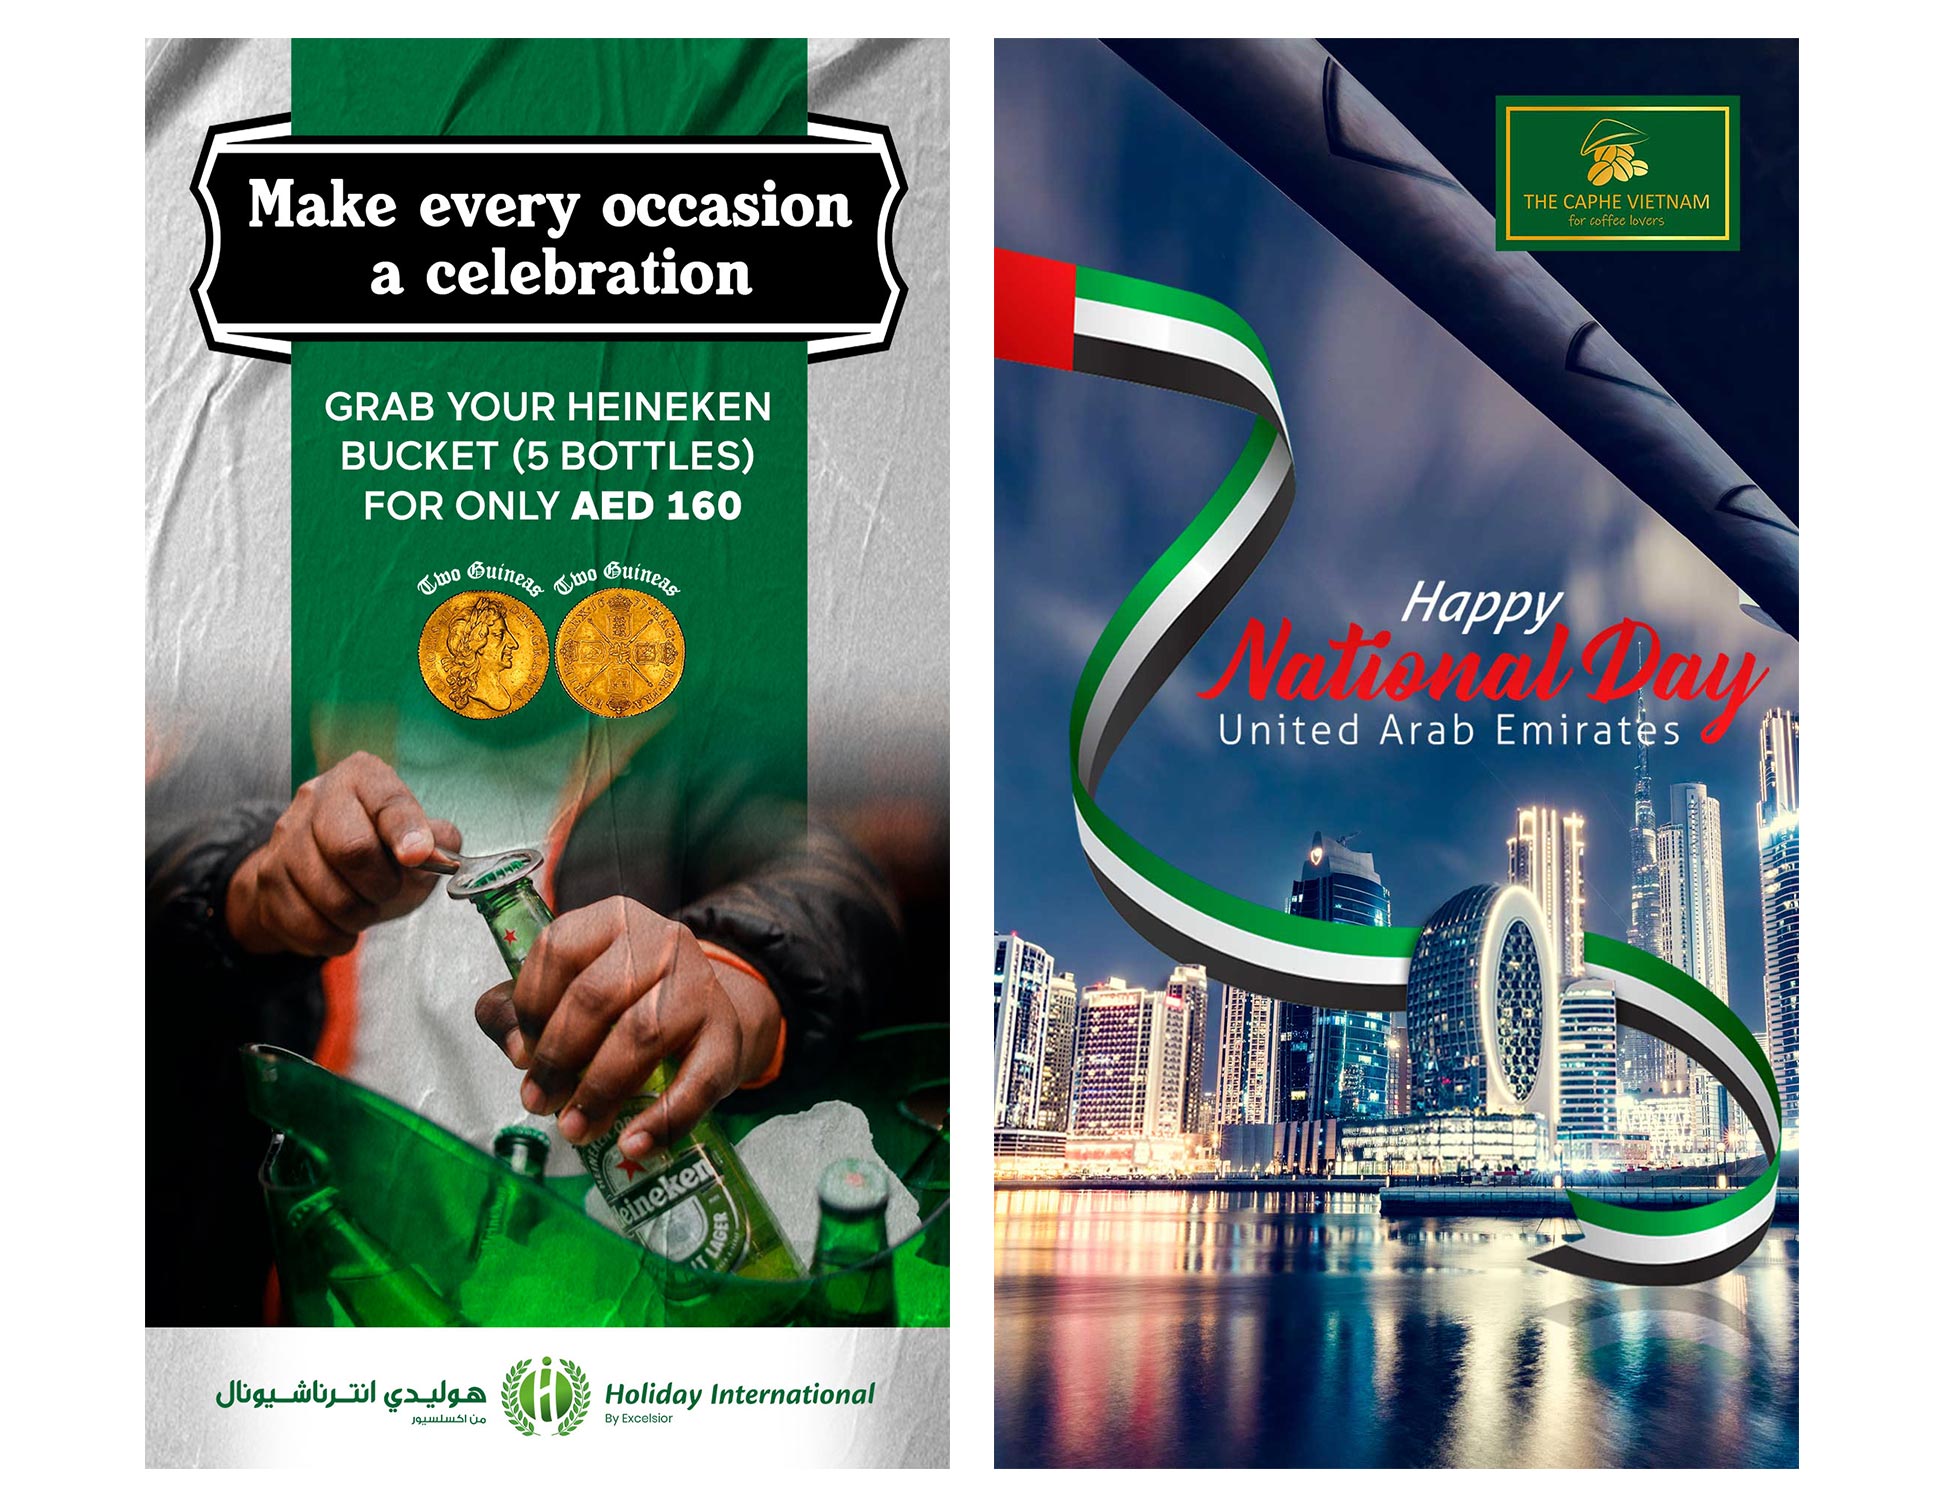 Make every occasion
a celebration
GRAB YOUR HEINEKEN
BUCKET (5 BOTTLES)
FOR ONLY AED 160
Two Guineas Two Guineas
Heineken
LAGER
هوليدي انترناشيونال
من اكسلسيور
Holiday International
By Excelsior
THE CAPHE VIETNAM
for coffee lovers
Happy
National Day
United Arab Emirates